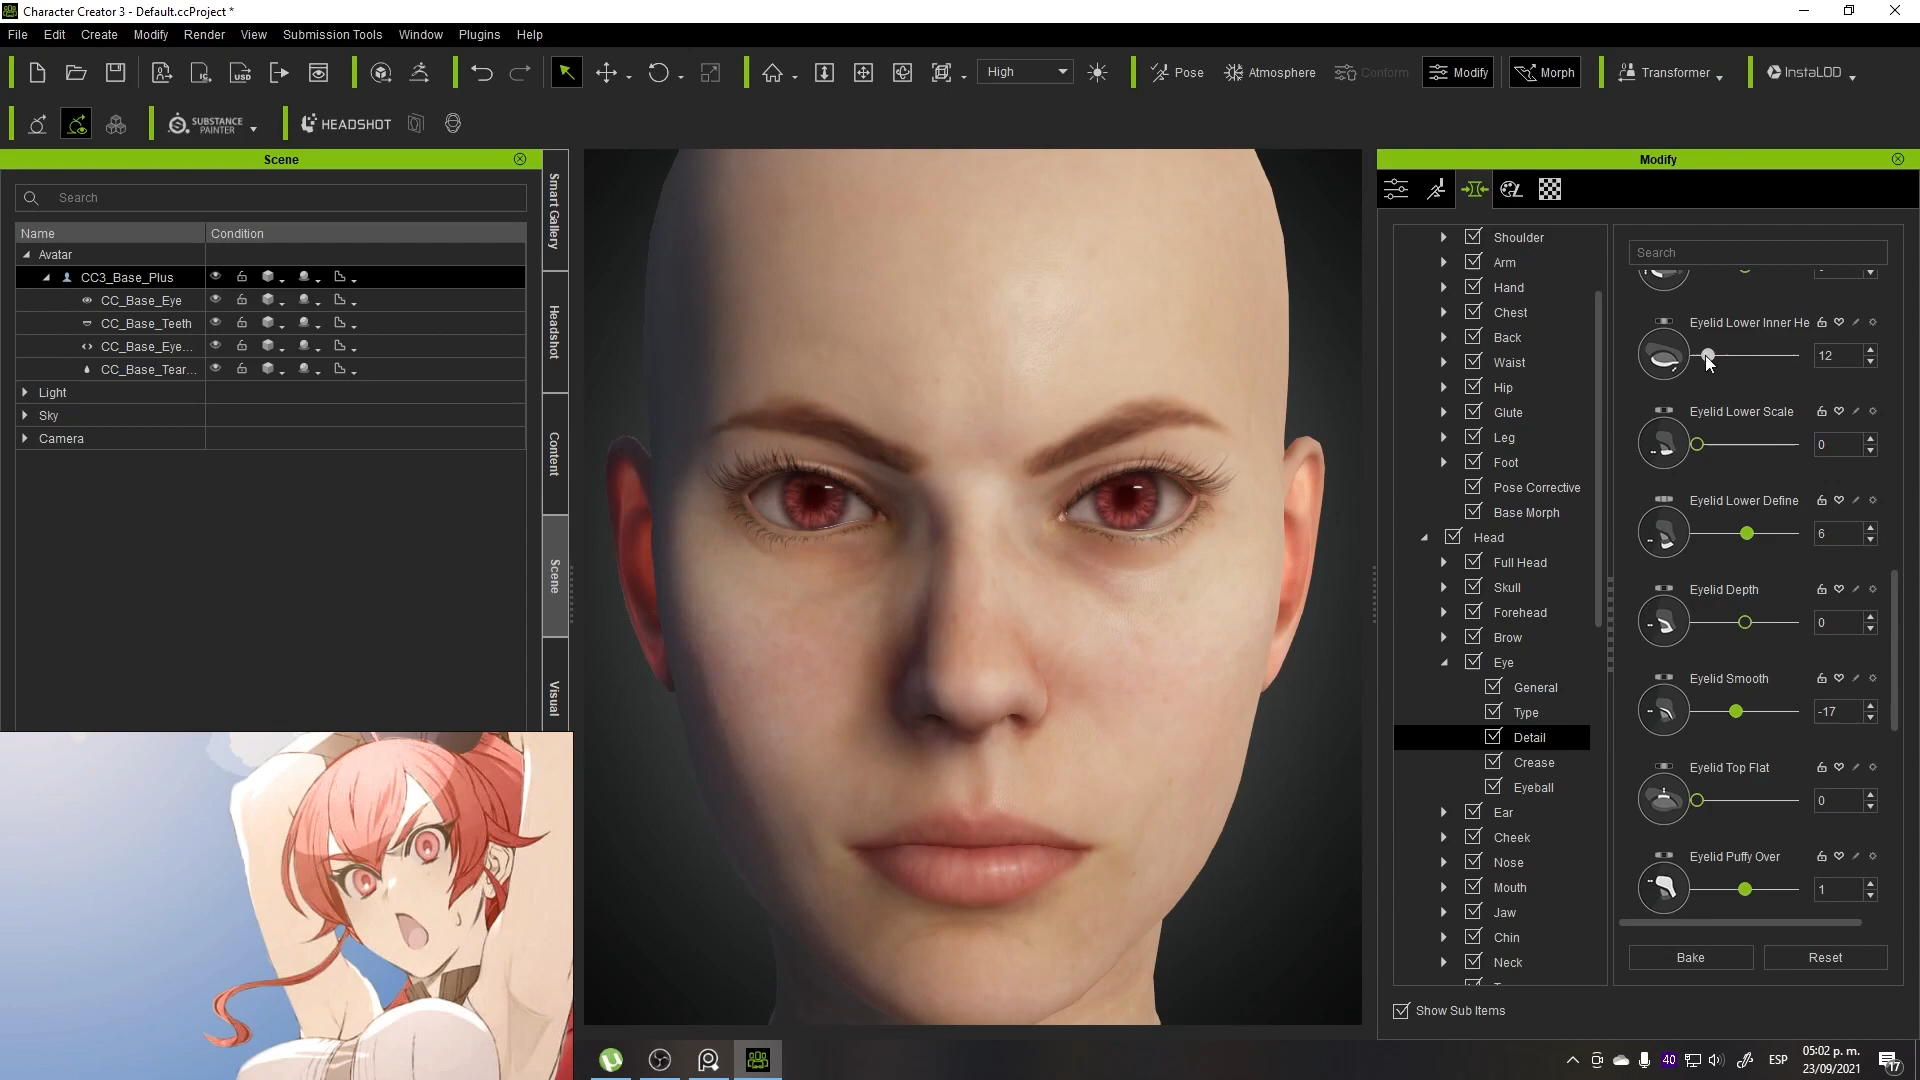 Character Creator 3 - Default.ccProject *
File Edit Create Modify Render View Submission Tools Window Plugins Help
High Pose Atmosphere Conform Modify Morph Transformer InstaLOD
SUBSTANCE PAINTER HEADSHOT
Scene
Search
Name Condition
Avatar
CC3_Base_Plus
CC_Base_Eye
CC_Base_Teeth
CC_Base_Eye...
CC_Base_Tear...
Light
Sky
Camera
Smart Gallery
Headshot
Content
Scene
Visual
Modify
Shoulder
Arm
Hand
Chest
Back
Waist
Hip
Glute
Leg
Foot
Pose Corrective
Base Morph
Head
Full Head
Skull
Forehead
Brow
Eye
General
Type
Detail
Crease
Eyeball
Ear
Cheek
Nose
Mouth
Jaw
Chin
Neck
Show Sub Items
Search
Eyelid Lower Inner He
12
Eyelid Lower Scale
0
Eyelid Lower Define
6
Eyelid Depth
0
Eyelid Smooth
-17
Eyelid Top Flat
0
Eyelid Puffy Over
1
Bake Reset
40 ESP 05:02 p. m.
23/09/2021
17